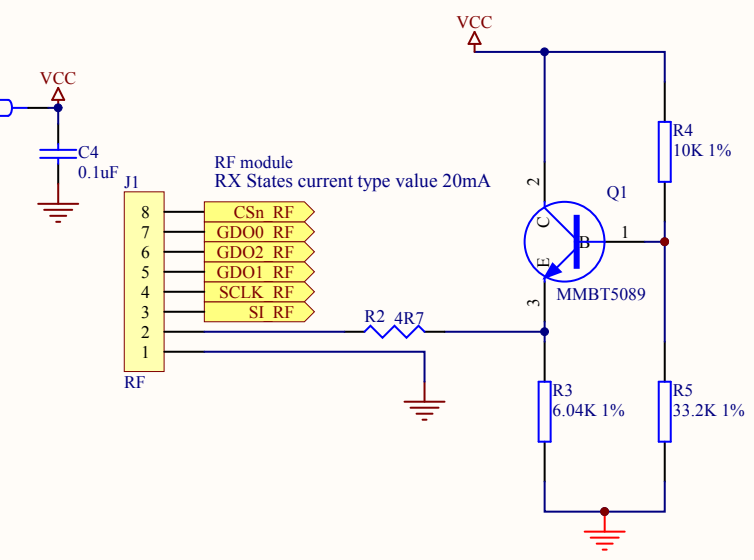 VCC
VCC
C4
0.1uF
J1
RF module
RX States current type value 20mA
8
CSn_RF
7
GDO0_RF
6
GDO2_RF
5
GDO1_RF
4
SCLK_RF
3
SI_RF
2
1
RF
R2 4R7
R4
10K 1%
Q1
2
C
B
1
E
3
MMBT5089
R3
6.04K 1%
R5
33.2K 1%